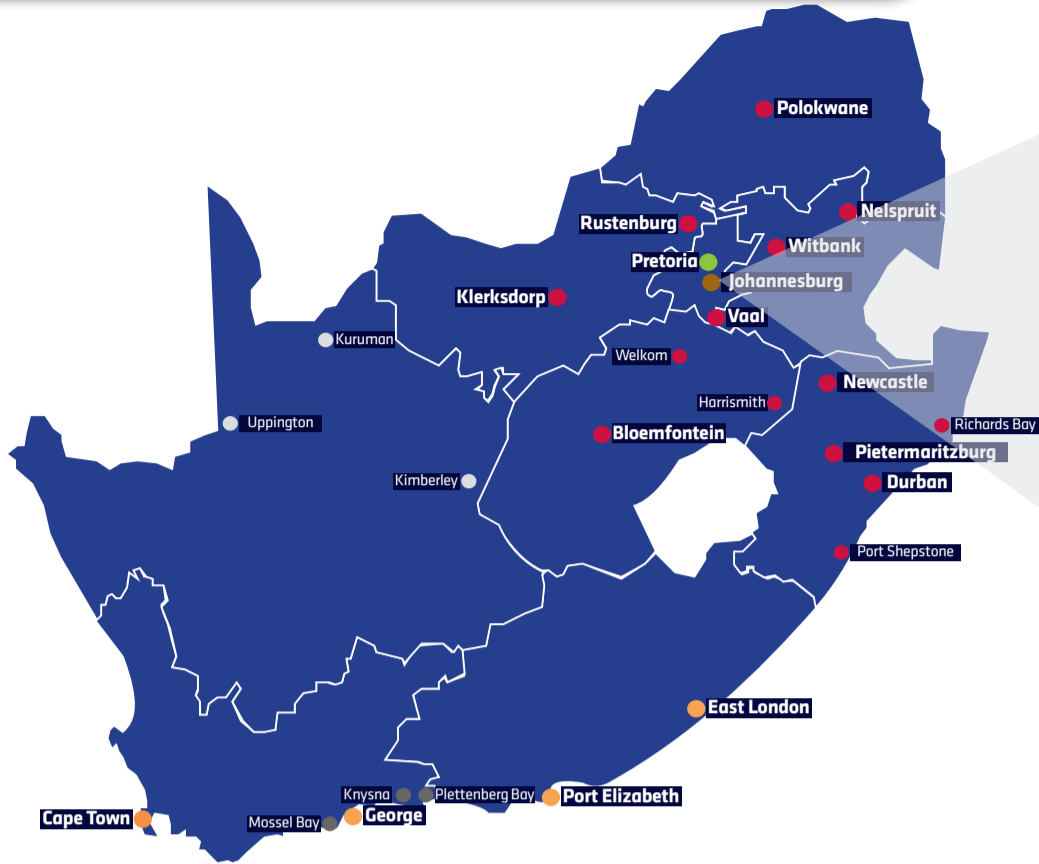 Polokwane
Nelspruit
Rustenburg
Witbank
Pretoria
Johannesburg
Klerksdorp
Vaal
Kuruman
Welkom
Newcastle
Harrismith
Uppington
Richards Bay
Bloemfontein
Pietermaritzburg
Kimberley
Durban
Port Shepstone
East London
Knysna
Plettenberg Bay
Port Elizabeth
George
Cape Town
Mossel Bay